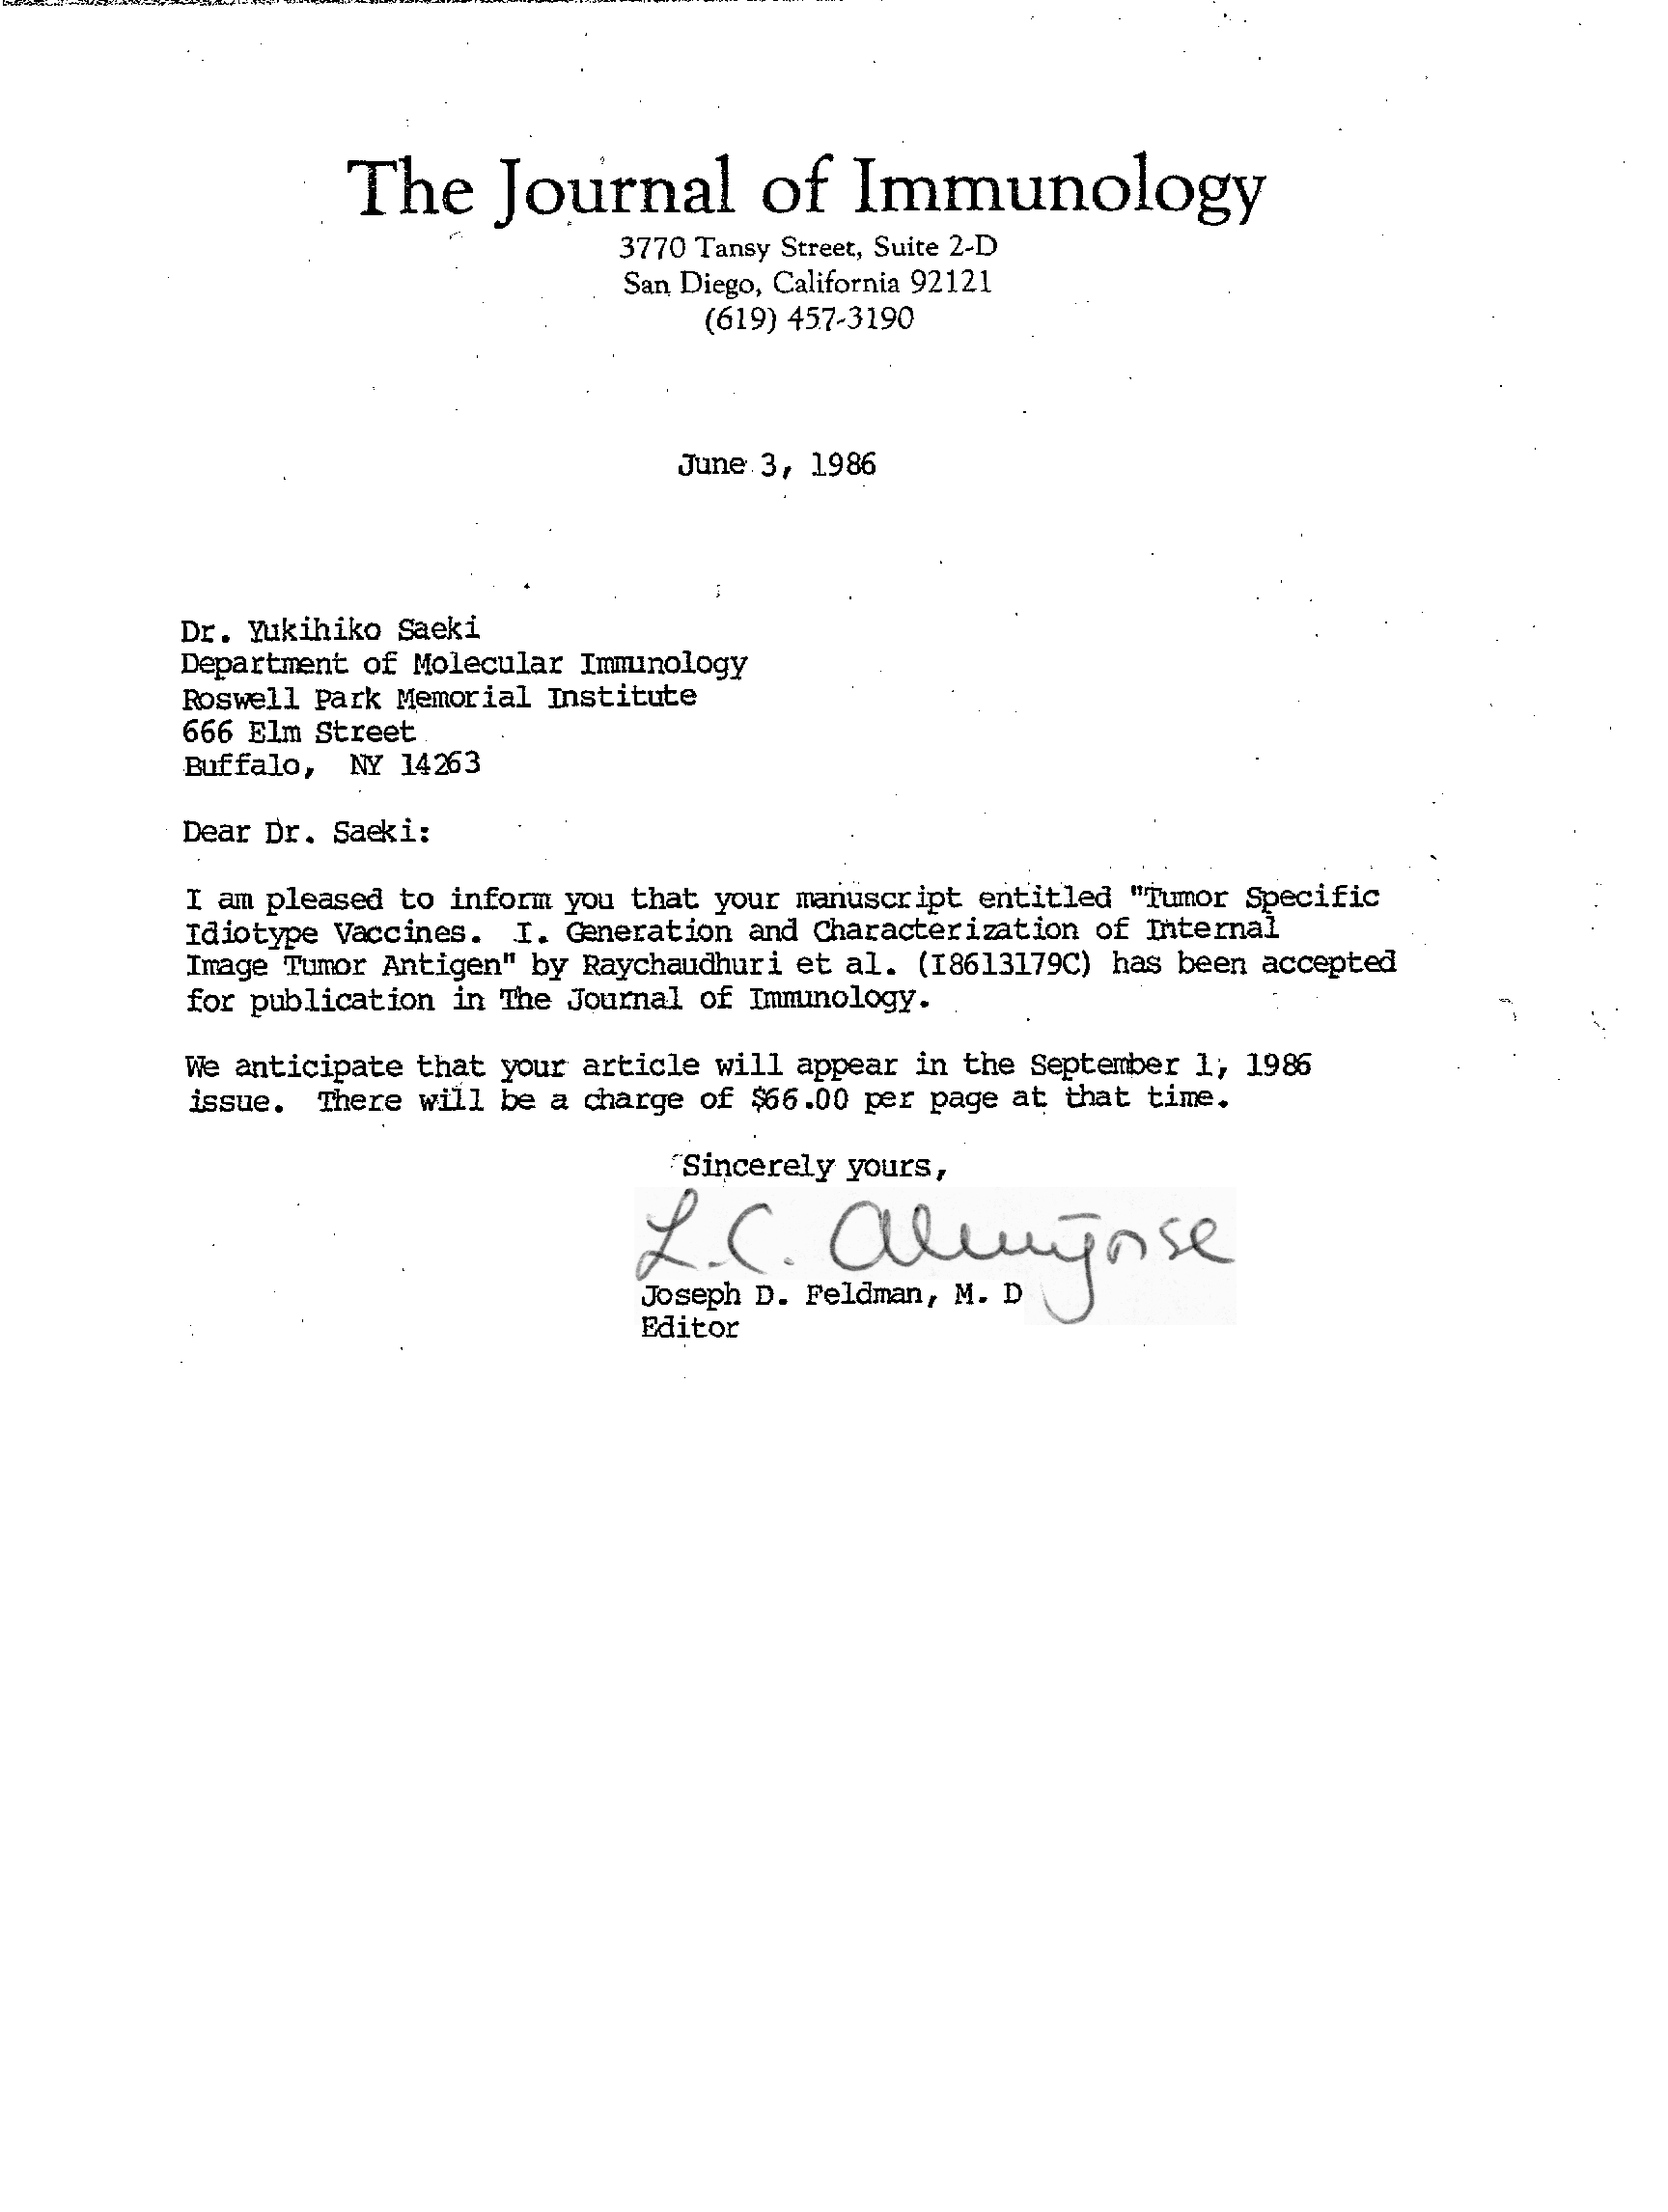 The Journal of Immunology
3770 Tansy Street, Suite 2-D
San Diego, California 92121
(619) 457-3190
June 3, 1986
Dr. Yukihiko Saeki
Department of Molecular Immunology
Roswell Park Memorial Institute
666 Elm Street
Buffalo, NY 14263
Dear Dr. Saeki:
I am pleased to inform you that your manuscript entitled "Tumor Specific
Idiotype Vaccines. I. Generation and Characterization of Internal
Image Tumor Antigen" by Raychaudhuri et al. (I8613179C) has been accepted
for publication in The Journal of Immunology.
We anticipate that your article will appear in the September 1, 1986
issue. There will be a charge of $66.00 per page at that time.
Sincerely yours,
L.C.
Joseph D. Feldman, M. D
Editor